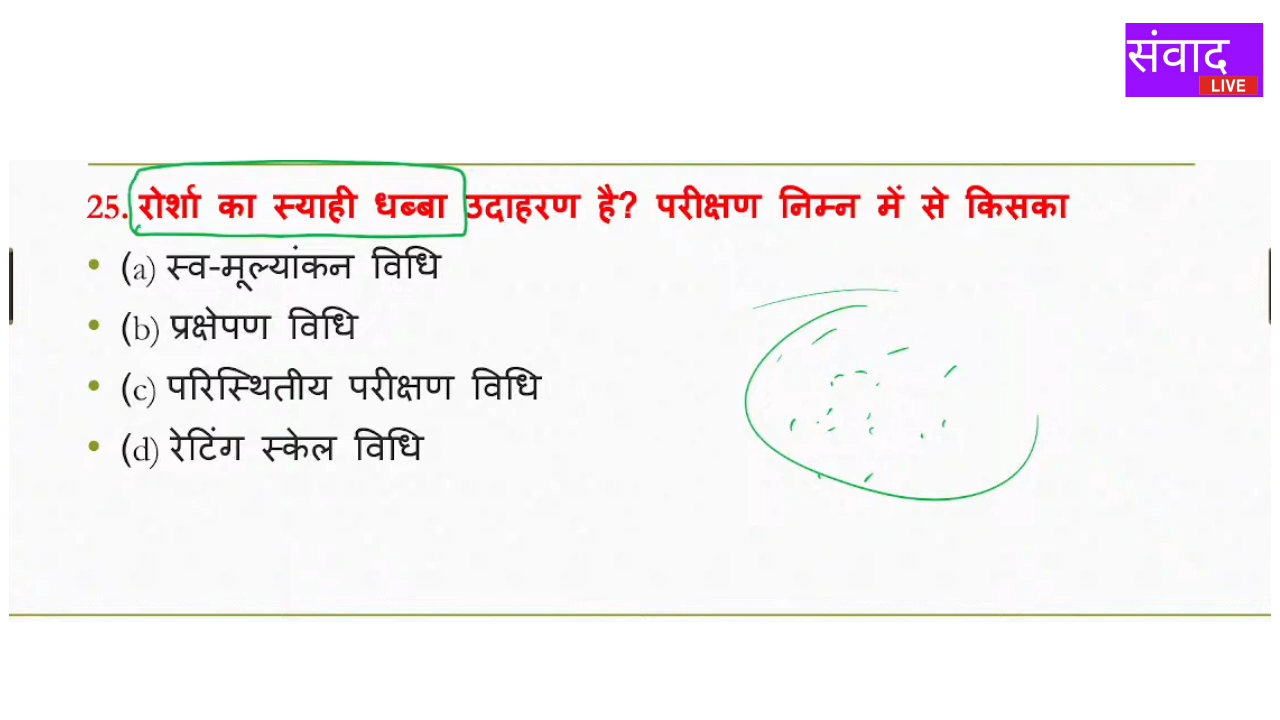 संवाद
LIVE
25. रोर्शा का स्याही धब्बा उदाहरण है? परीक्षण निम्न में से किसका
• (a) स्व-मूल्यांकन विधि
• (b) प्रक्षेपण विधि
• (c) परिस्थितीय परीक्षण विधि
• (d) रेटिंग स्केल विधि